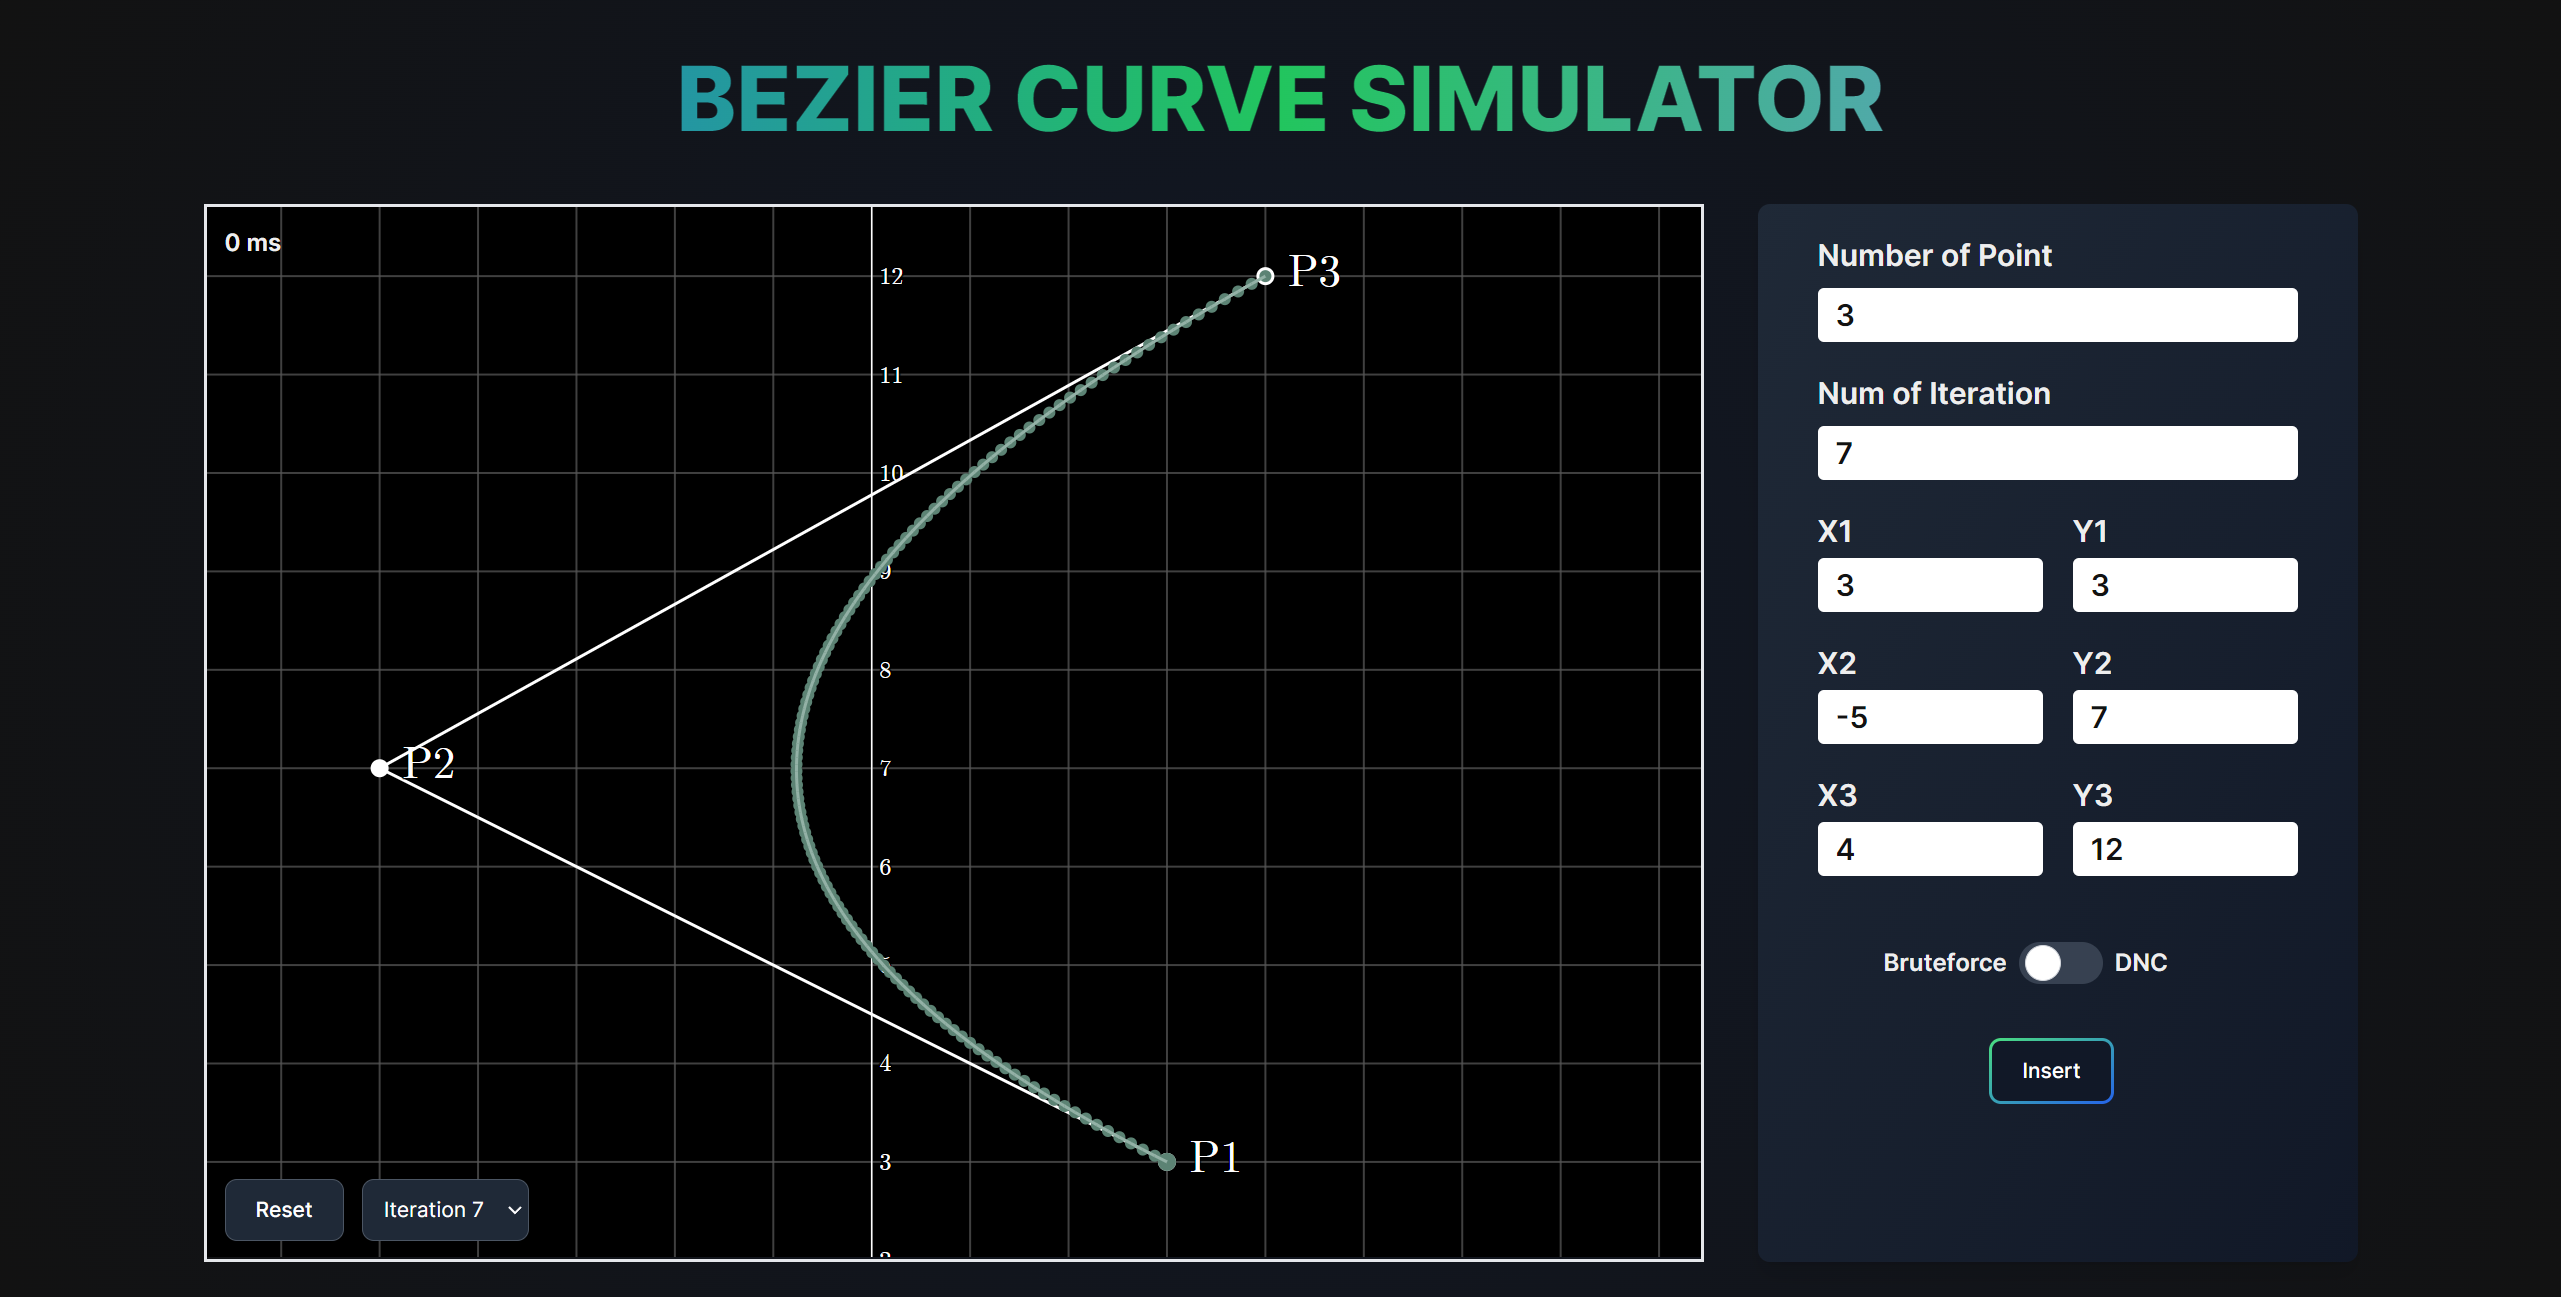 BEZIER CURVE SIMULATOR
0 ms
12
P3
11
10
9
8
P2
7
6
4
P1
3
Reset
Iteration 7
Number of Point
3
Num of Iteration
7
X1 Y1
3 3
X2 Y2
-5 7
X3 Y3
4 12
Bruteforce DNC
Insert